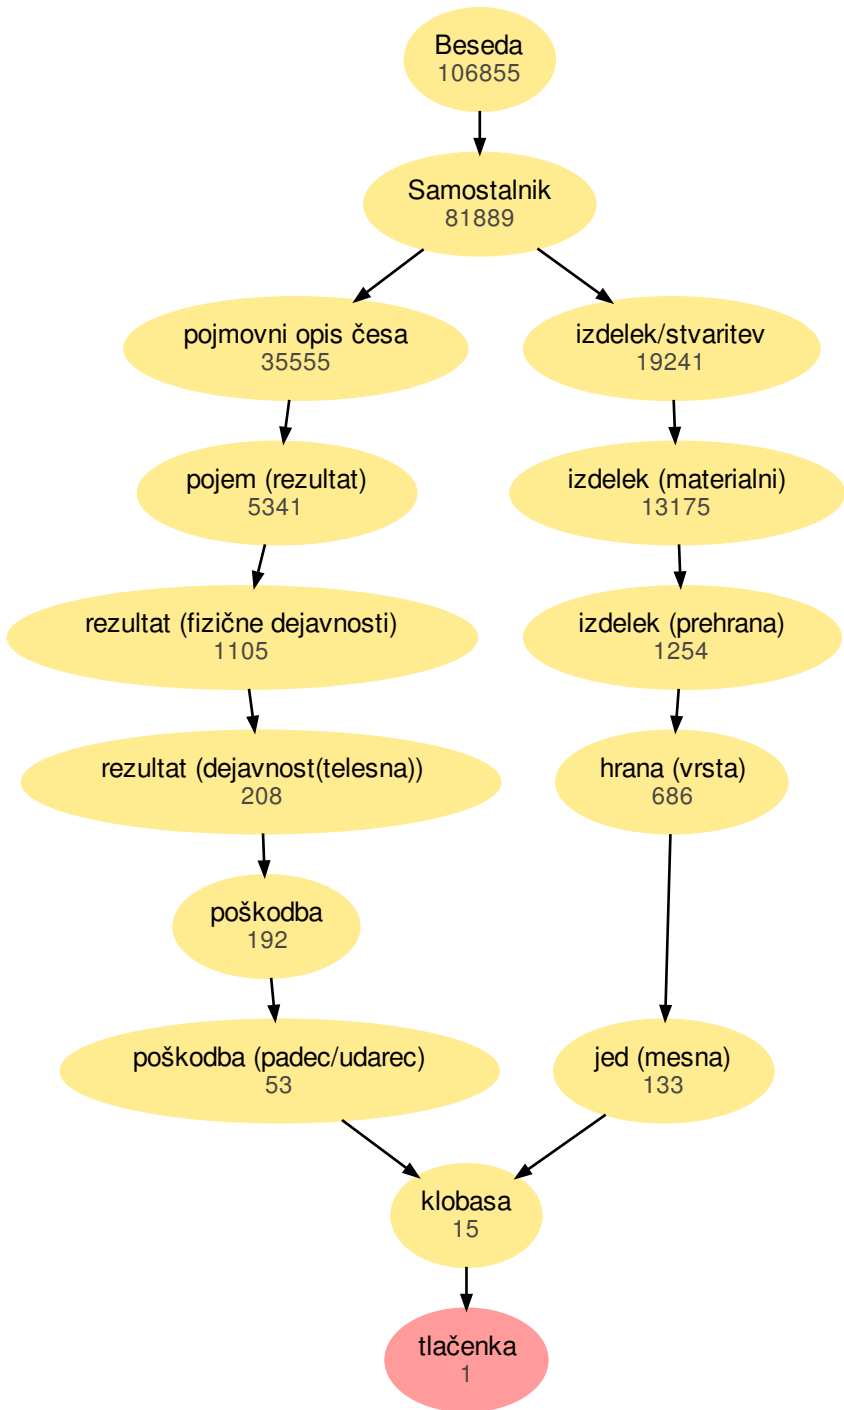 Beseda
106855
Samostalnik
81889
pojmovni opis česa
35555
izdelek/stvaritev
19241
pojem (rezultat)
5341
izdelek (materialni)
13175
rezultat (fizične dejavnosti)
1105
izdelek (prehrana)
1254
rezultat (dejavnost(telesna))
208
hrana (vrsta)
686
poškodba
192
poškodba (padec/udarec)
53
jed (mesna)
133
klobasa
15
tlačenka
1